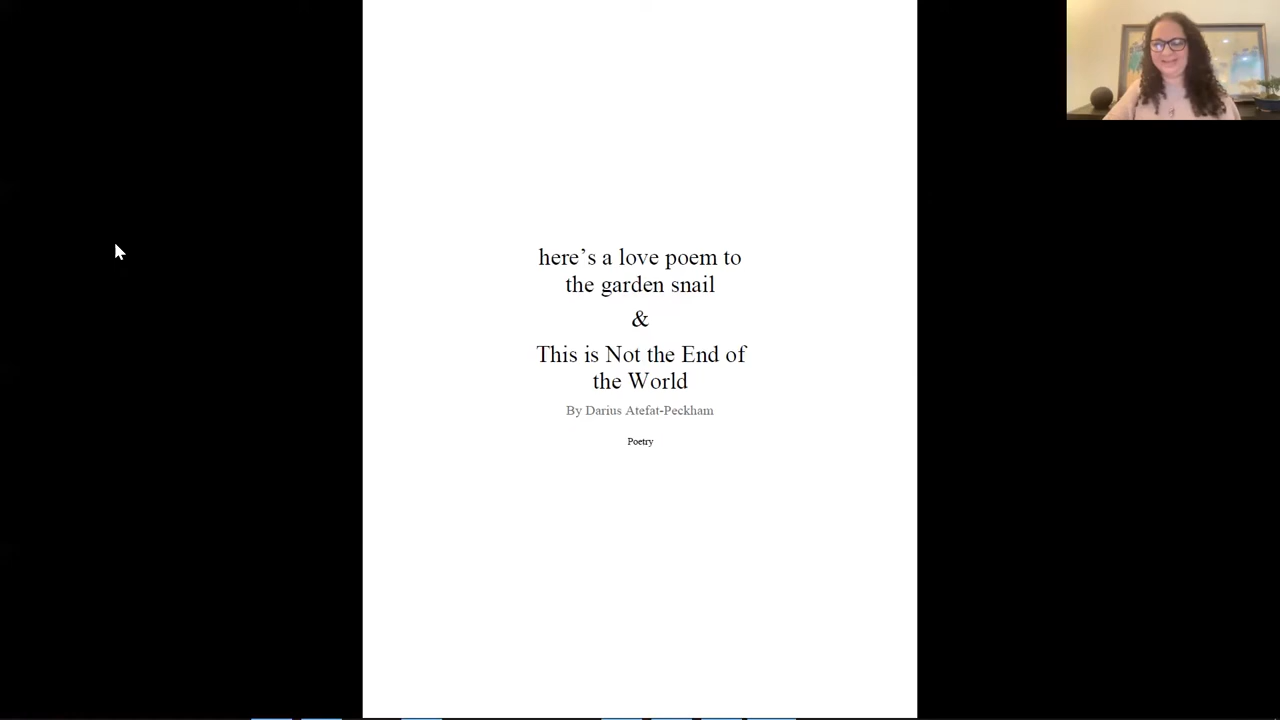 here’s a love poem to
the garden snail
&
This is Not the End of
the World
By Darius Atefat-Peckham
Poetry